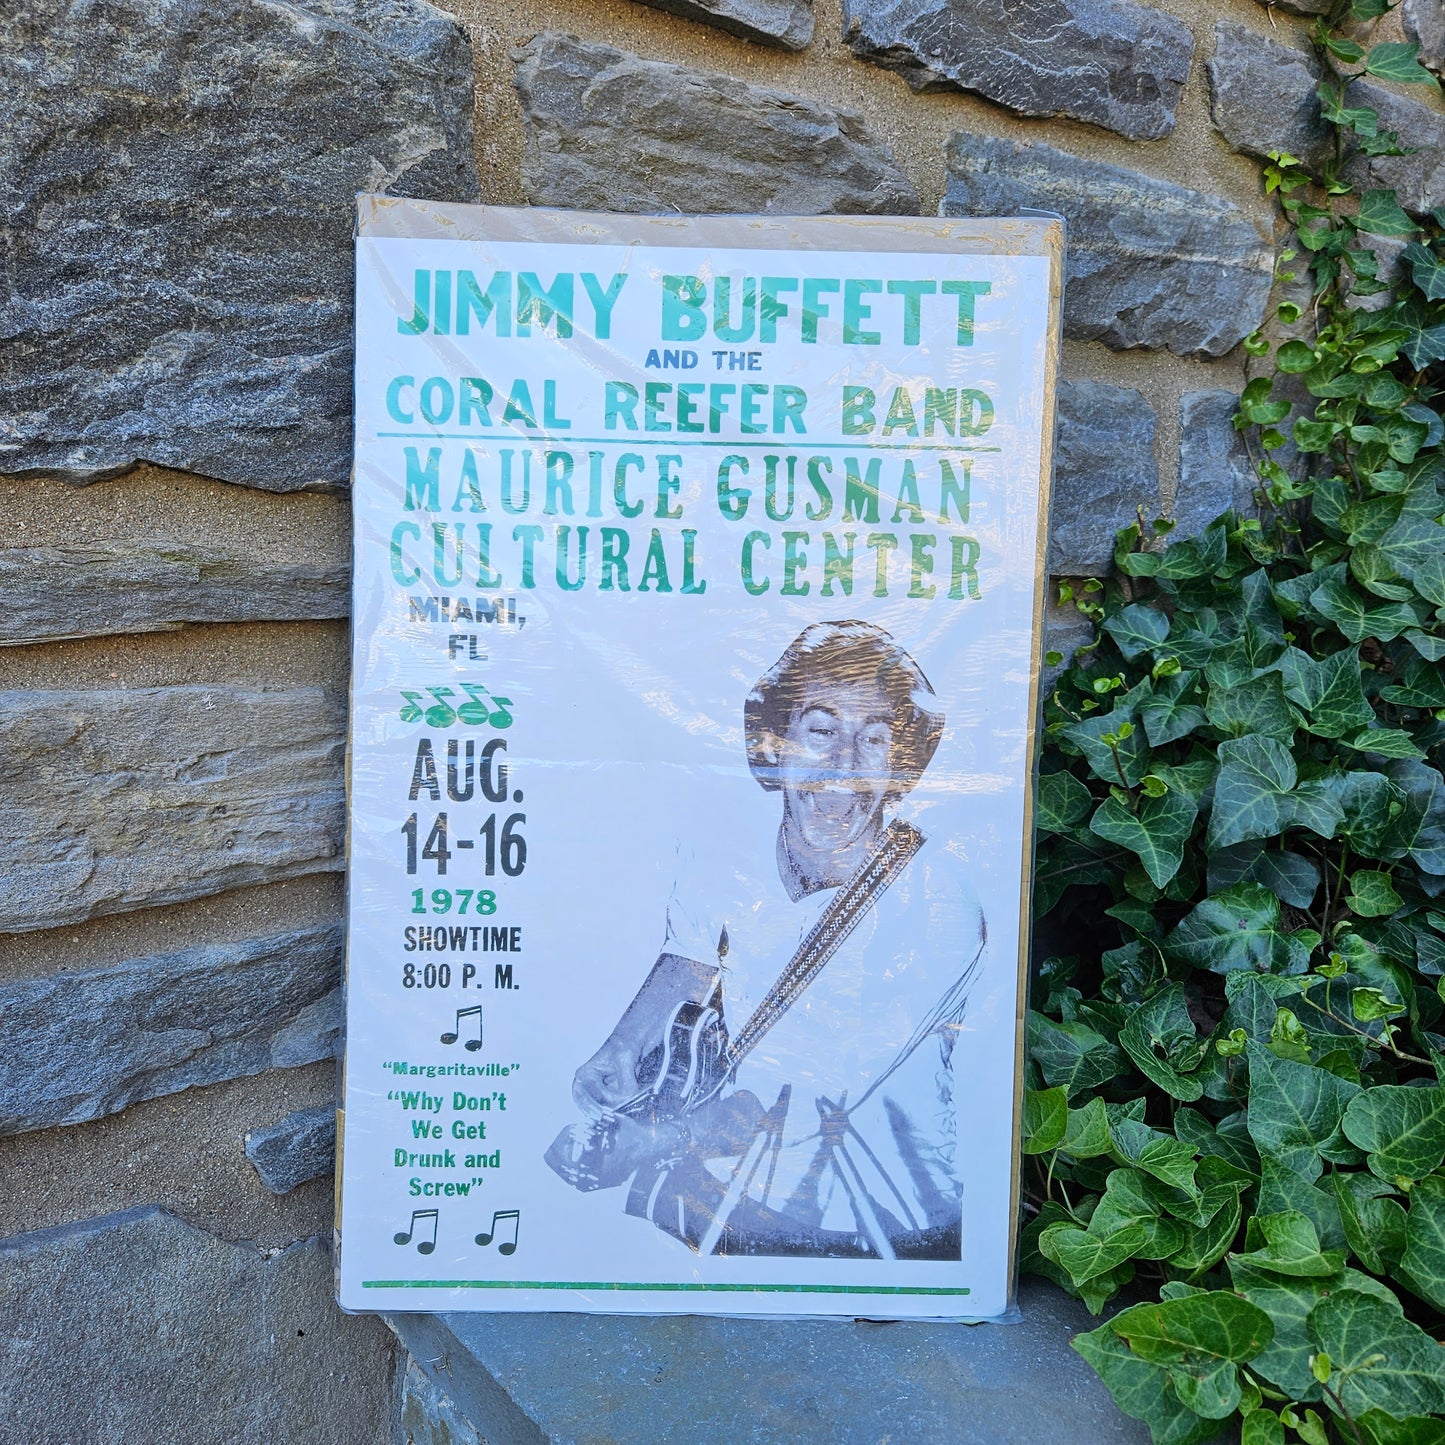 JIMMY BUFFETT
AND THE
CORAL REEFER BAND
MAURICE GUSMAN
CULTURAL CENTER
MIAMI,
FL
AUG.
14-16
1978
SHOWTIME
8:00 P. M.
"Margaritaville"
"Why Don't
We Get
Drunk and
Screw"